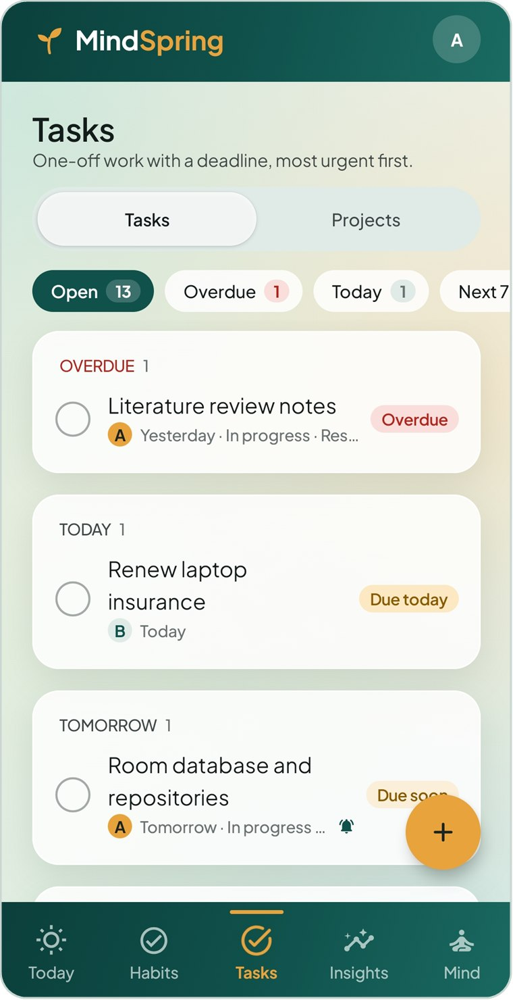 MindSpring
A
Tasks
One-off work with a deadline, most urgent first.
Tasks
Projects
Open 13
Overdue 1
Today 1
Next 7
OVERDUE 1
Literature review notes
Overdue
A Yesterday · In progress · Res...
TODAY 1
Renew laptop
insurance
Due today
B Today
TOMORROW 1
Room database and
repositories
Due soon
A Tomorrow · In progress ...
+
Today
Habits
Tasks
Insights
Mind